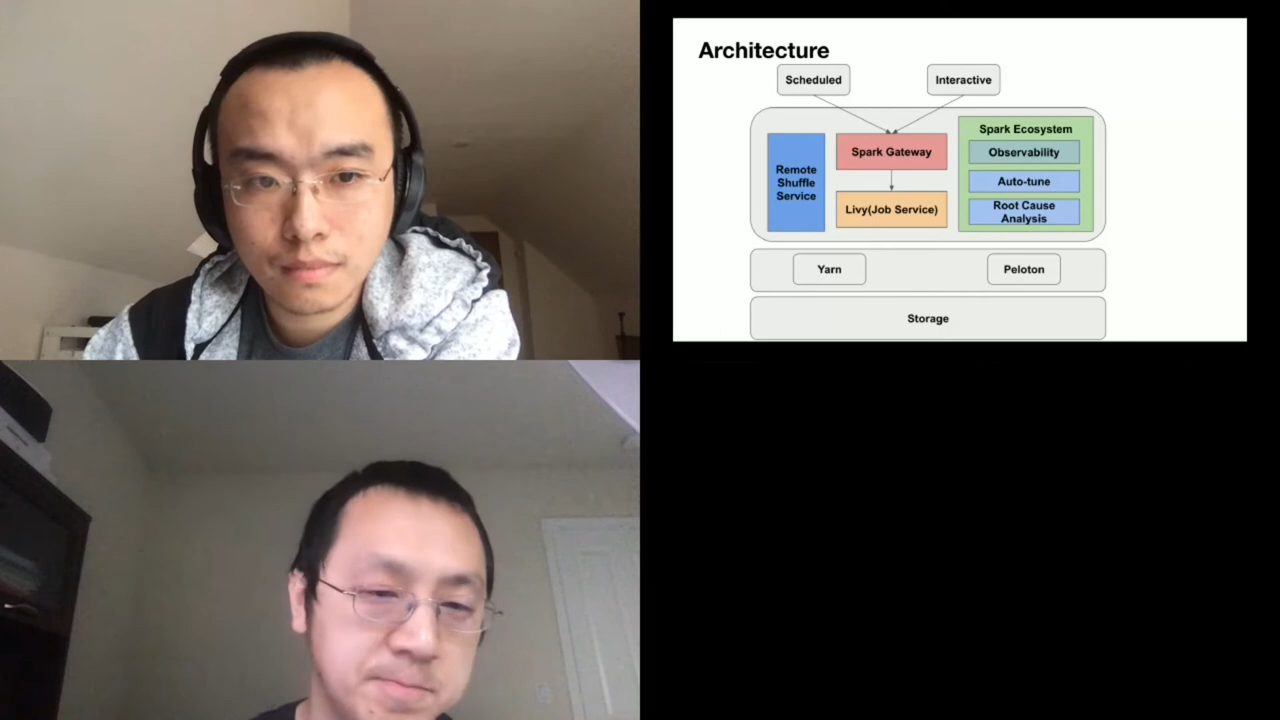 Architecture
Scheduled
Interactive
Spark Ecosystem
Spark Gateway
Observability
Remote
Shuffle
Service
Auto-tune
Livy(Job Service)
Root Cause
Analysis
Yarn
Peloton
Storage